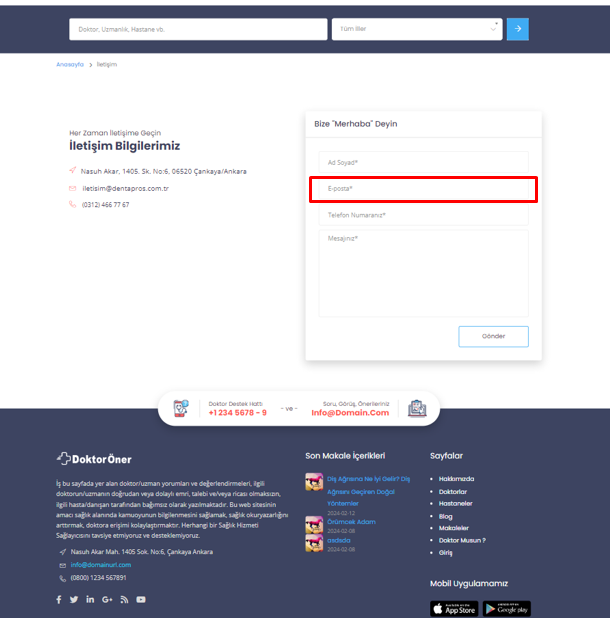 Doktor, Uzmanlık, Hastane vb.
Tüm İller
Anasayfa > İletişim
Her Zaman İletişime Geçin
İletişim Bilgilerimiz
Nasuh Akar, 1405. Sk. No:6, 06520 Çankaya/Ankara
iletisim@dentapros.com.tr
(0312) 466 77 67
Bize "Merhaba" Deyin
Ad Soyad*
E-posta*
Telefon Numaranız*
Mesajınız*
Gönder
Doktor Destek Hattı
+1 234 5678 - 9
- ve -
Soru, Görüş, Önerileriniz
Info@Domain.Com
DoktorÖner
İş bu sayfada yer alan doktor/uzman yorumları ve değerlendirmeleri, ilgili
doktorun/uzmanın doğrudan veya dolaylı emri, talebi ve/veya ricası olmaksızın,
ilgili hasta/danışan tarafından bağımsız olarak yazılmaktadır. Bu web sitesinin
amacı sağlık alanında kamuoyunun bilgilenmesini sağlamak, sağlık okuryazarlığını
arttırmak, doktora erişimi kolaylaştırmaktır. Herhangi bir Sağlık Hizmeti
Sağlayıcısını tavsiye etmiyoruz ve desteklemiyoruz.
Nasuh Akar Mah. 1405 Sok. No:6, Çankaya Ankara
info@domainurl.com
(0800) 1234 567891
Son Makale İçerikleri
Diş Ağrısına Ne İyi Gelir? Diş
Ağrısını Geçiren Doğal
Yöntemler
2024-02-12
Örümcek Adam
2024-02-08
asdsda
2024-02-08
Sayfalar
Hakkımızda
Doktorlar
Hastaneler
Blog
Makaleler
Doktor Musun ?
Giriş
Mobil Uygulamamız
App Store
Google play